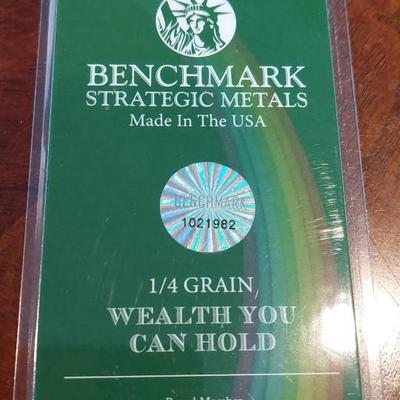 BENCHMARK
STRATEGIC METALS
Made In The USA
BENCHMARK
1021982
1/4 GRAIN
WEALTH YOU
CAN HOLD